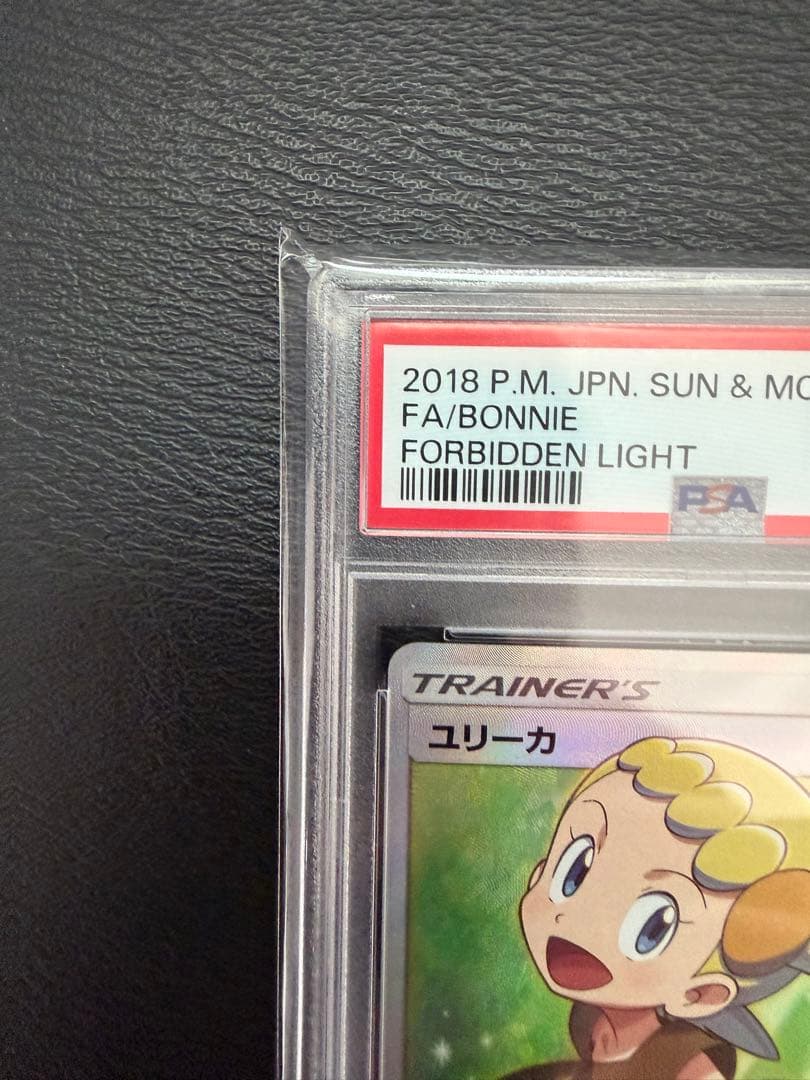 2018 P.M. JPN. SUN & MO
FA/BONNIE
FORBIDDEN LIGHT
PSA
TRAINER'S
ユリーカ